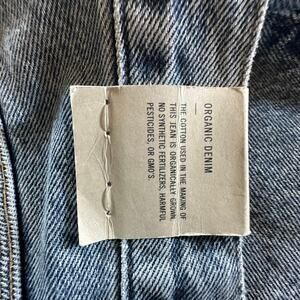 ORGANIC DENIM
THE COTTON USED IN THE MAKING OF
THIS JEAN IS ORGANICALLY GROWN.
NO SYNTHETIC FERTILIZERS, HARMFUL
PESTICIDES, OR GMO'S.